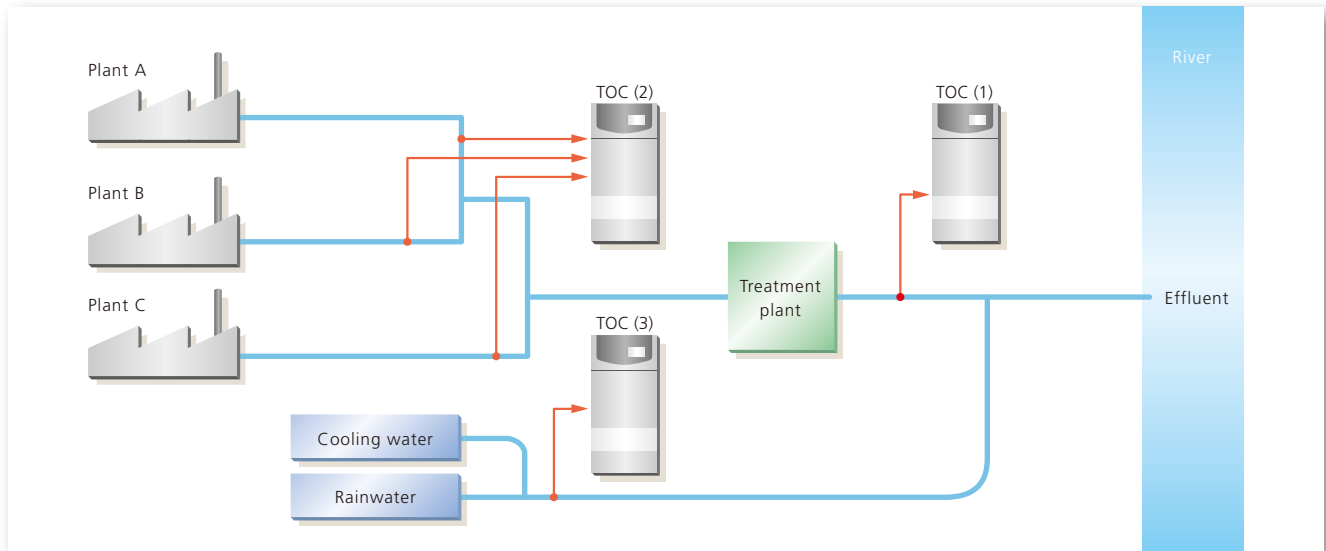 Plant A
TOC (2)
TOC (1)
River
Plant B
Treatment
plant
Effluent
Plant C
TOC (3)
Cooling water
Rainwater